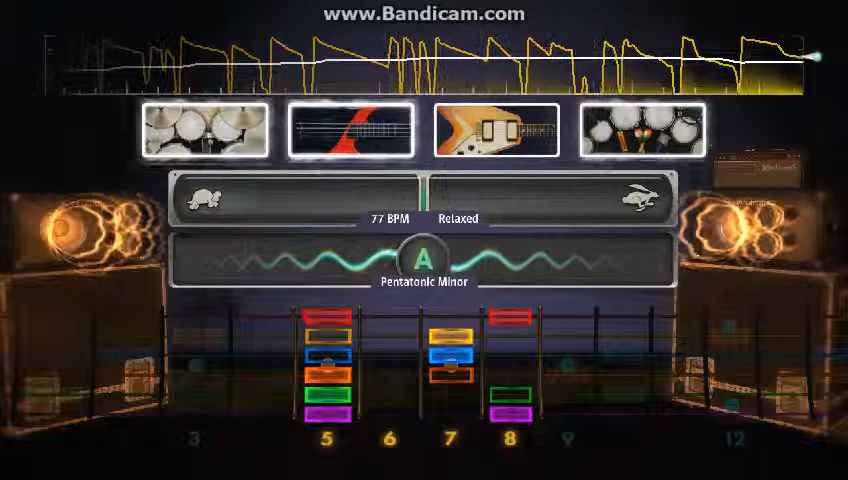 www.Bandicam.com
77 BPM Relaxed
A
Pentatonic Minor
3 5 6 7 8 9 12